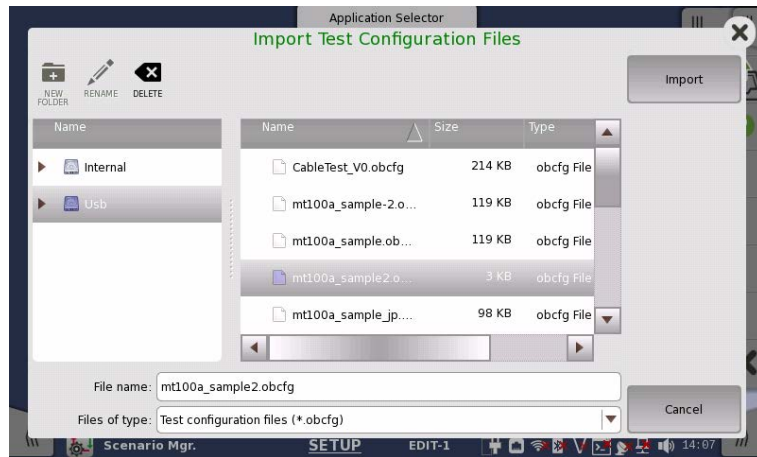 Application Selector
Import Test Configuration Files
NEW FOLDER
RENAME
DELETE
Import
Name
Name
Size
Type
Internal
CableTest_V0.obcfg 214 KB obcfg File
Usb
mt100a_sample-2.o... 119 KB obcfg File
mt100a_sample.ob... 119 KB obcfg File
mt100a_sample2.o... 3 KB obcfg File
mt100a_sample_jp.... 98 KB obcfg File
File name: mt100a_sample2.obcfg
Files of type: Test configuration files (*.obcfg)
Cancel
Scenario Mgr. SETUP EDIT-1 14:07